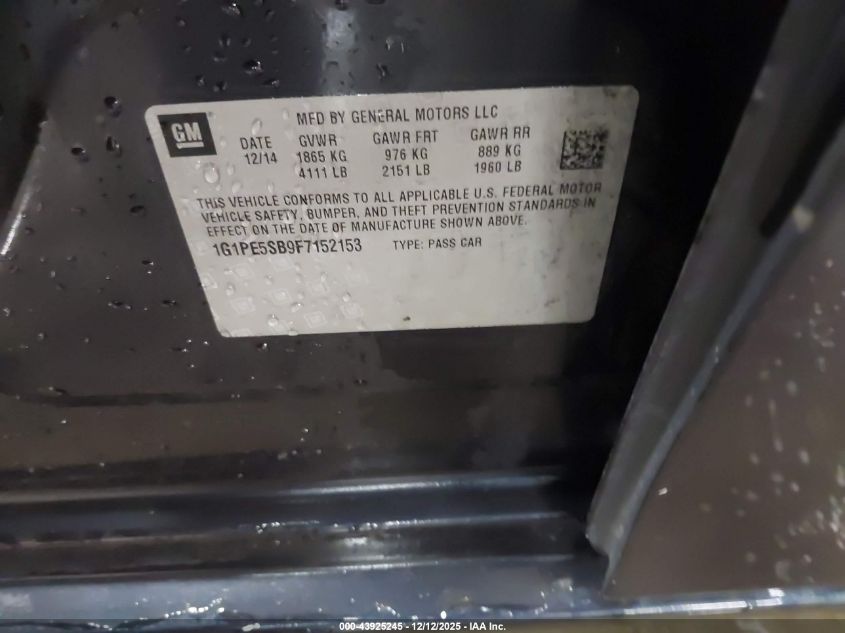 GM
MFD BY GENERAL MOTORS LLC
DATE GVWR GAWR FRT GAWR RR
12/14 1865 KG 976 KG 889 KG
4111 LB 2151 LB 1960 LB
THIS VEHICLE CONFORMS TO ALL APPLICABLE U.S. FEDERAL MOTOR
VEHICLE SAFETY, BUMPER, AND THEFT PREVENTION STANDARDS IN
EFFECT ON THE DATE OF MANUFACTURE SHOWN ABOVE.
1G1PE5SB9F7152153 TYPE: PASS CAR
000-43925245 - 12/12/2025 - IAA Inc.